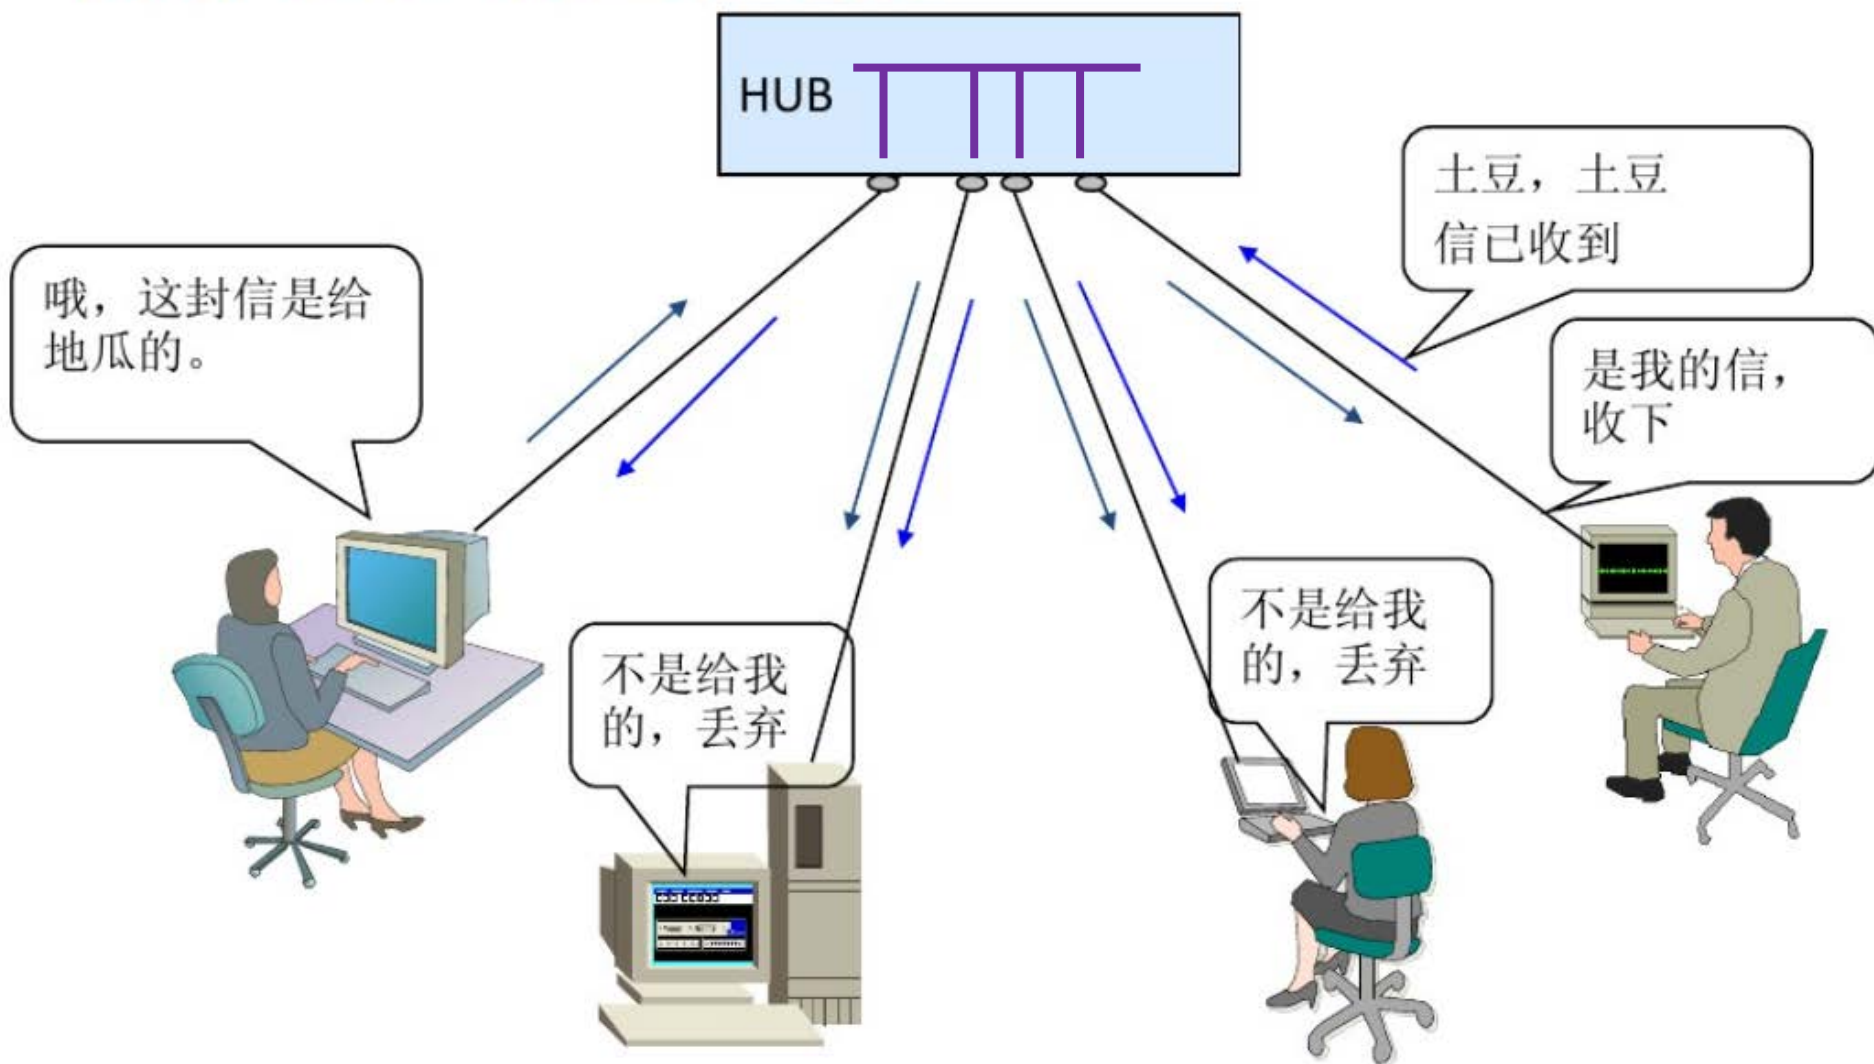 HUB
土豆，土豆
信已收到
哦，这封信是给
地瓜的。
是我的信，
收下
不是给我
的，丢弃
不是给我
的，丢弃